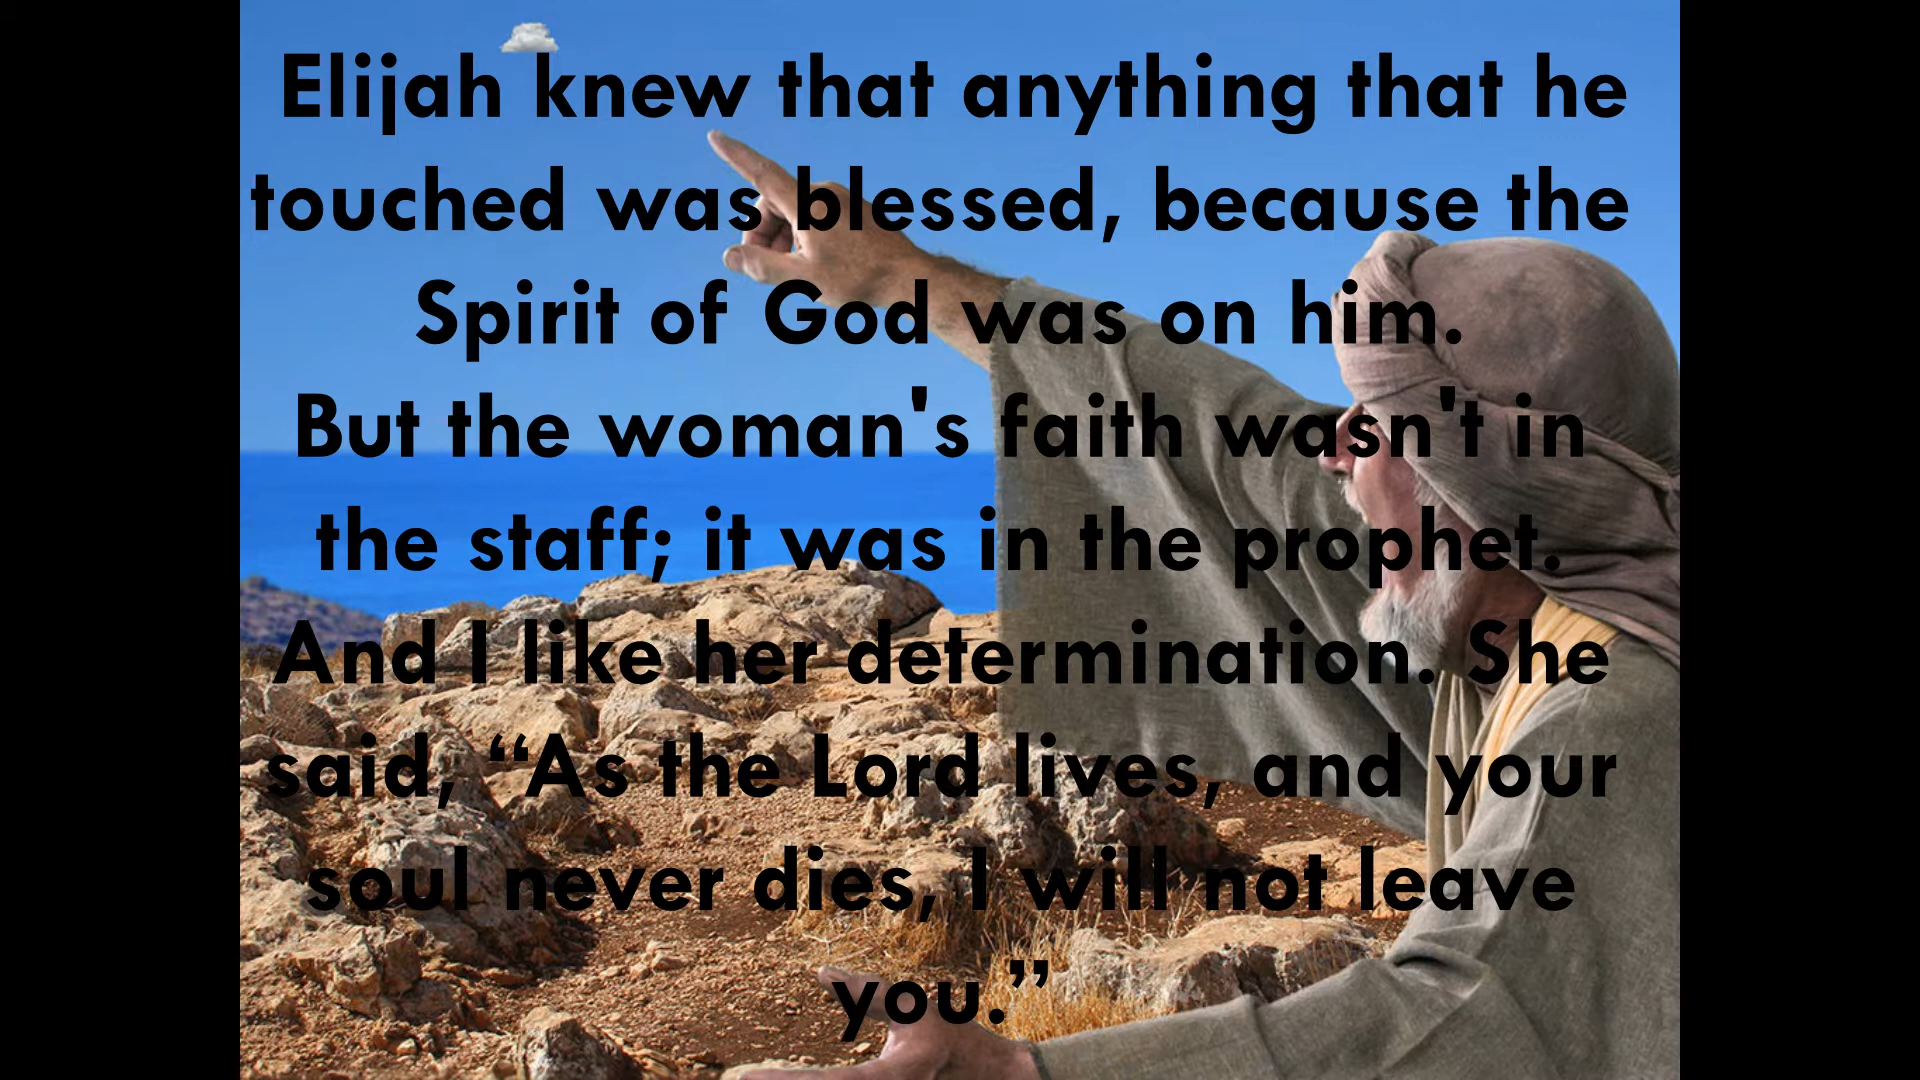 Elijah knew that anything that he
touched was blessed, because the
Spirit of God was on him.
But the woman's faith wasn't in
the staff; it was in the prophet.
And I like her determination. She
said, “As the Lord lives, and your
soul never dies, I will not leave
you.”